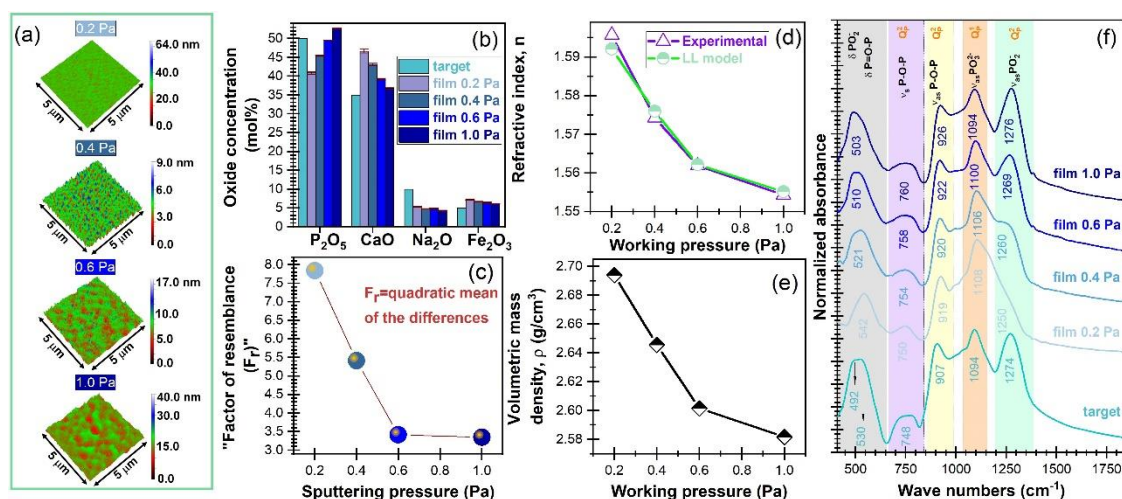 (a)
0.2 Pa
64.0 nm
40.0
20.0
0.0
5 μm
5 μm
0.4 Pa
9.0 nm
6.0
3.0
0.0
5 μm
5 μm
0.6 Pa
17.0 nm
10.0
5.0
0.0
5 μm
5 μm
1.0 Pa
40.0 nm
30.0
15.0
0.0
5 μm
5 μm
(b)
Oxide concentration
(mol%)
50
45
40
35
30
25
20
15
10
5
0
target
film 0.2 Pa
film 0.4 Pa
film 0.6 Pa
film 1.0 Pa
P₂O₅
CaO
Na₂O
Fe₂O₃
(c)
"Factor of resemblance
(Fᵣ)"
8.0
7.5
7.0
6.5
6.0
5.5
5.0
4.5
4.0
3.5
3.0
Fᵣ=quadratic mean
of the differences
0.2
0.4
0.6
0.8
1.0
Sputtering pressure (Pa)
(d)
Refractive index, n
1.59
1.58
1.57
1.56
1.55
Experimental
LL model
0.2
0.4
0.6
0.8
1.0
Working pressure (Pa)
(e)
Volumetric mass
density, ρ (g/cm³)
2.70
2.68
2.66
2.64
2.62
2.60
2.58
0.2
0.4
0.6
0.8
1.0
Working pressure (Pa)
(f)
Normalized absorbance
δ PO₂⁻
δ P=O-P
νₛ P-O-P
νₐₛ P-O-P
νₐₛPO₃²⁻
νₐₛPO₂⁻
503
760
926
1094
1276
film 1.0 Pa
510
758
922
1100
1269
film 0.6 Pa
521
754
920
1106
1260
film 0.4 Pa
542
750
919
1108
1250
film 0.2 Pa
492
530
748
907
1094
1274
target
500
750
1000
1250
1500
1750
Wave numbers (cm⁻¹)